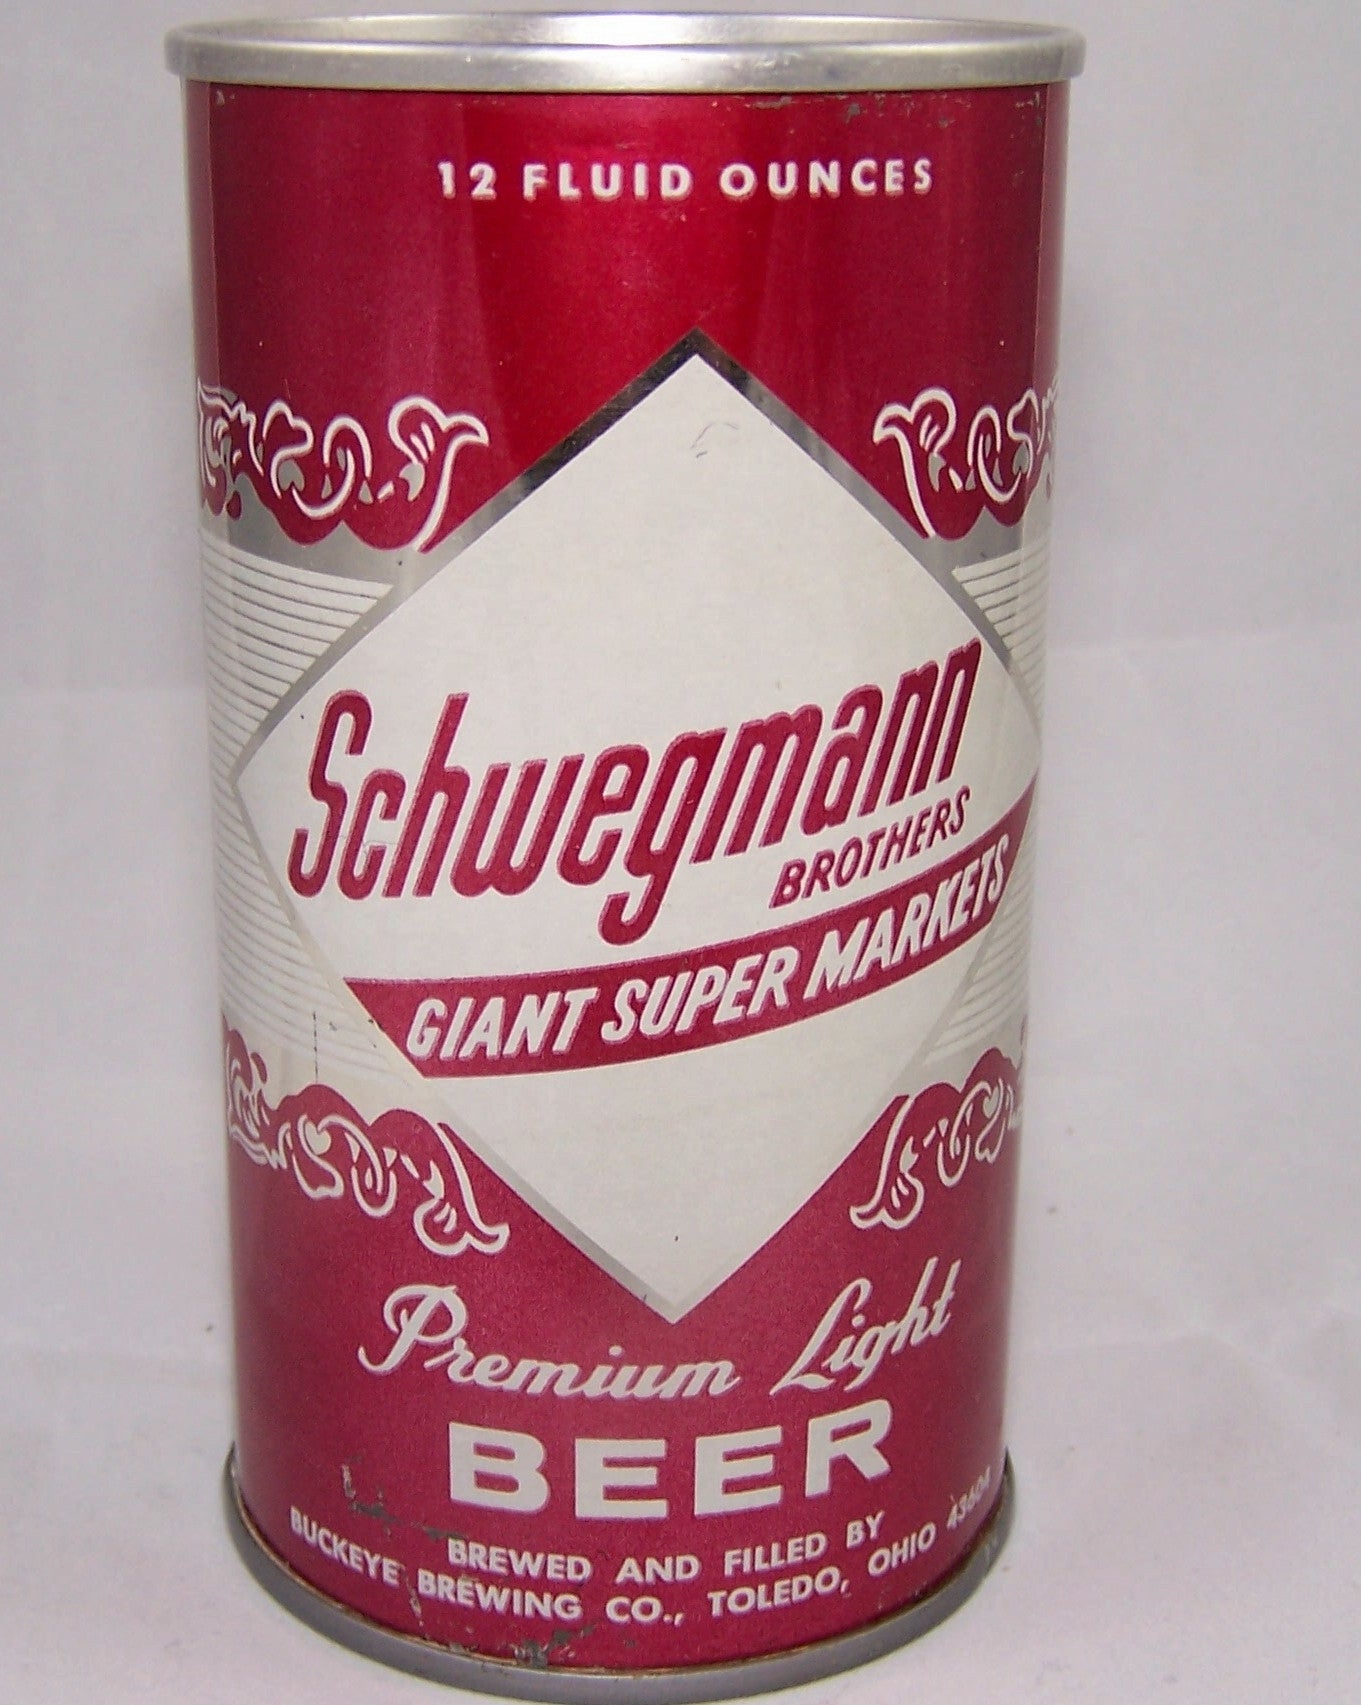 12 FLUID OUNCES
Schwegmann
BROTHERS
GIANT SUPER MARKETS
Premium Light
BEER
BREWED AND FILLED BY
BUCKEYE BREWING CO., TOLEDO, OHIO 43604